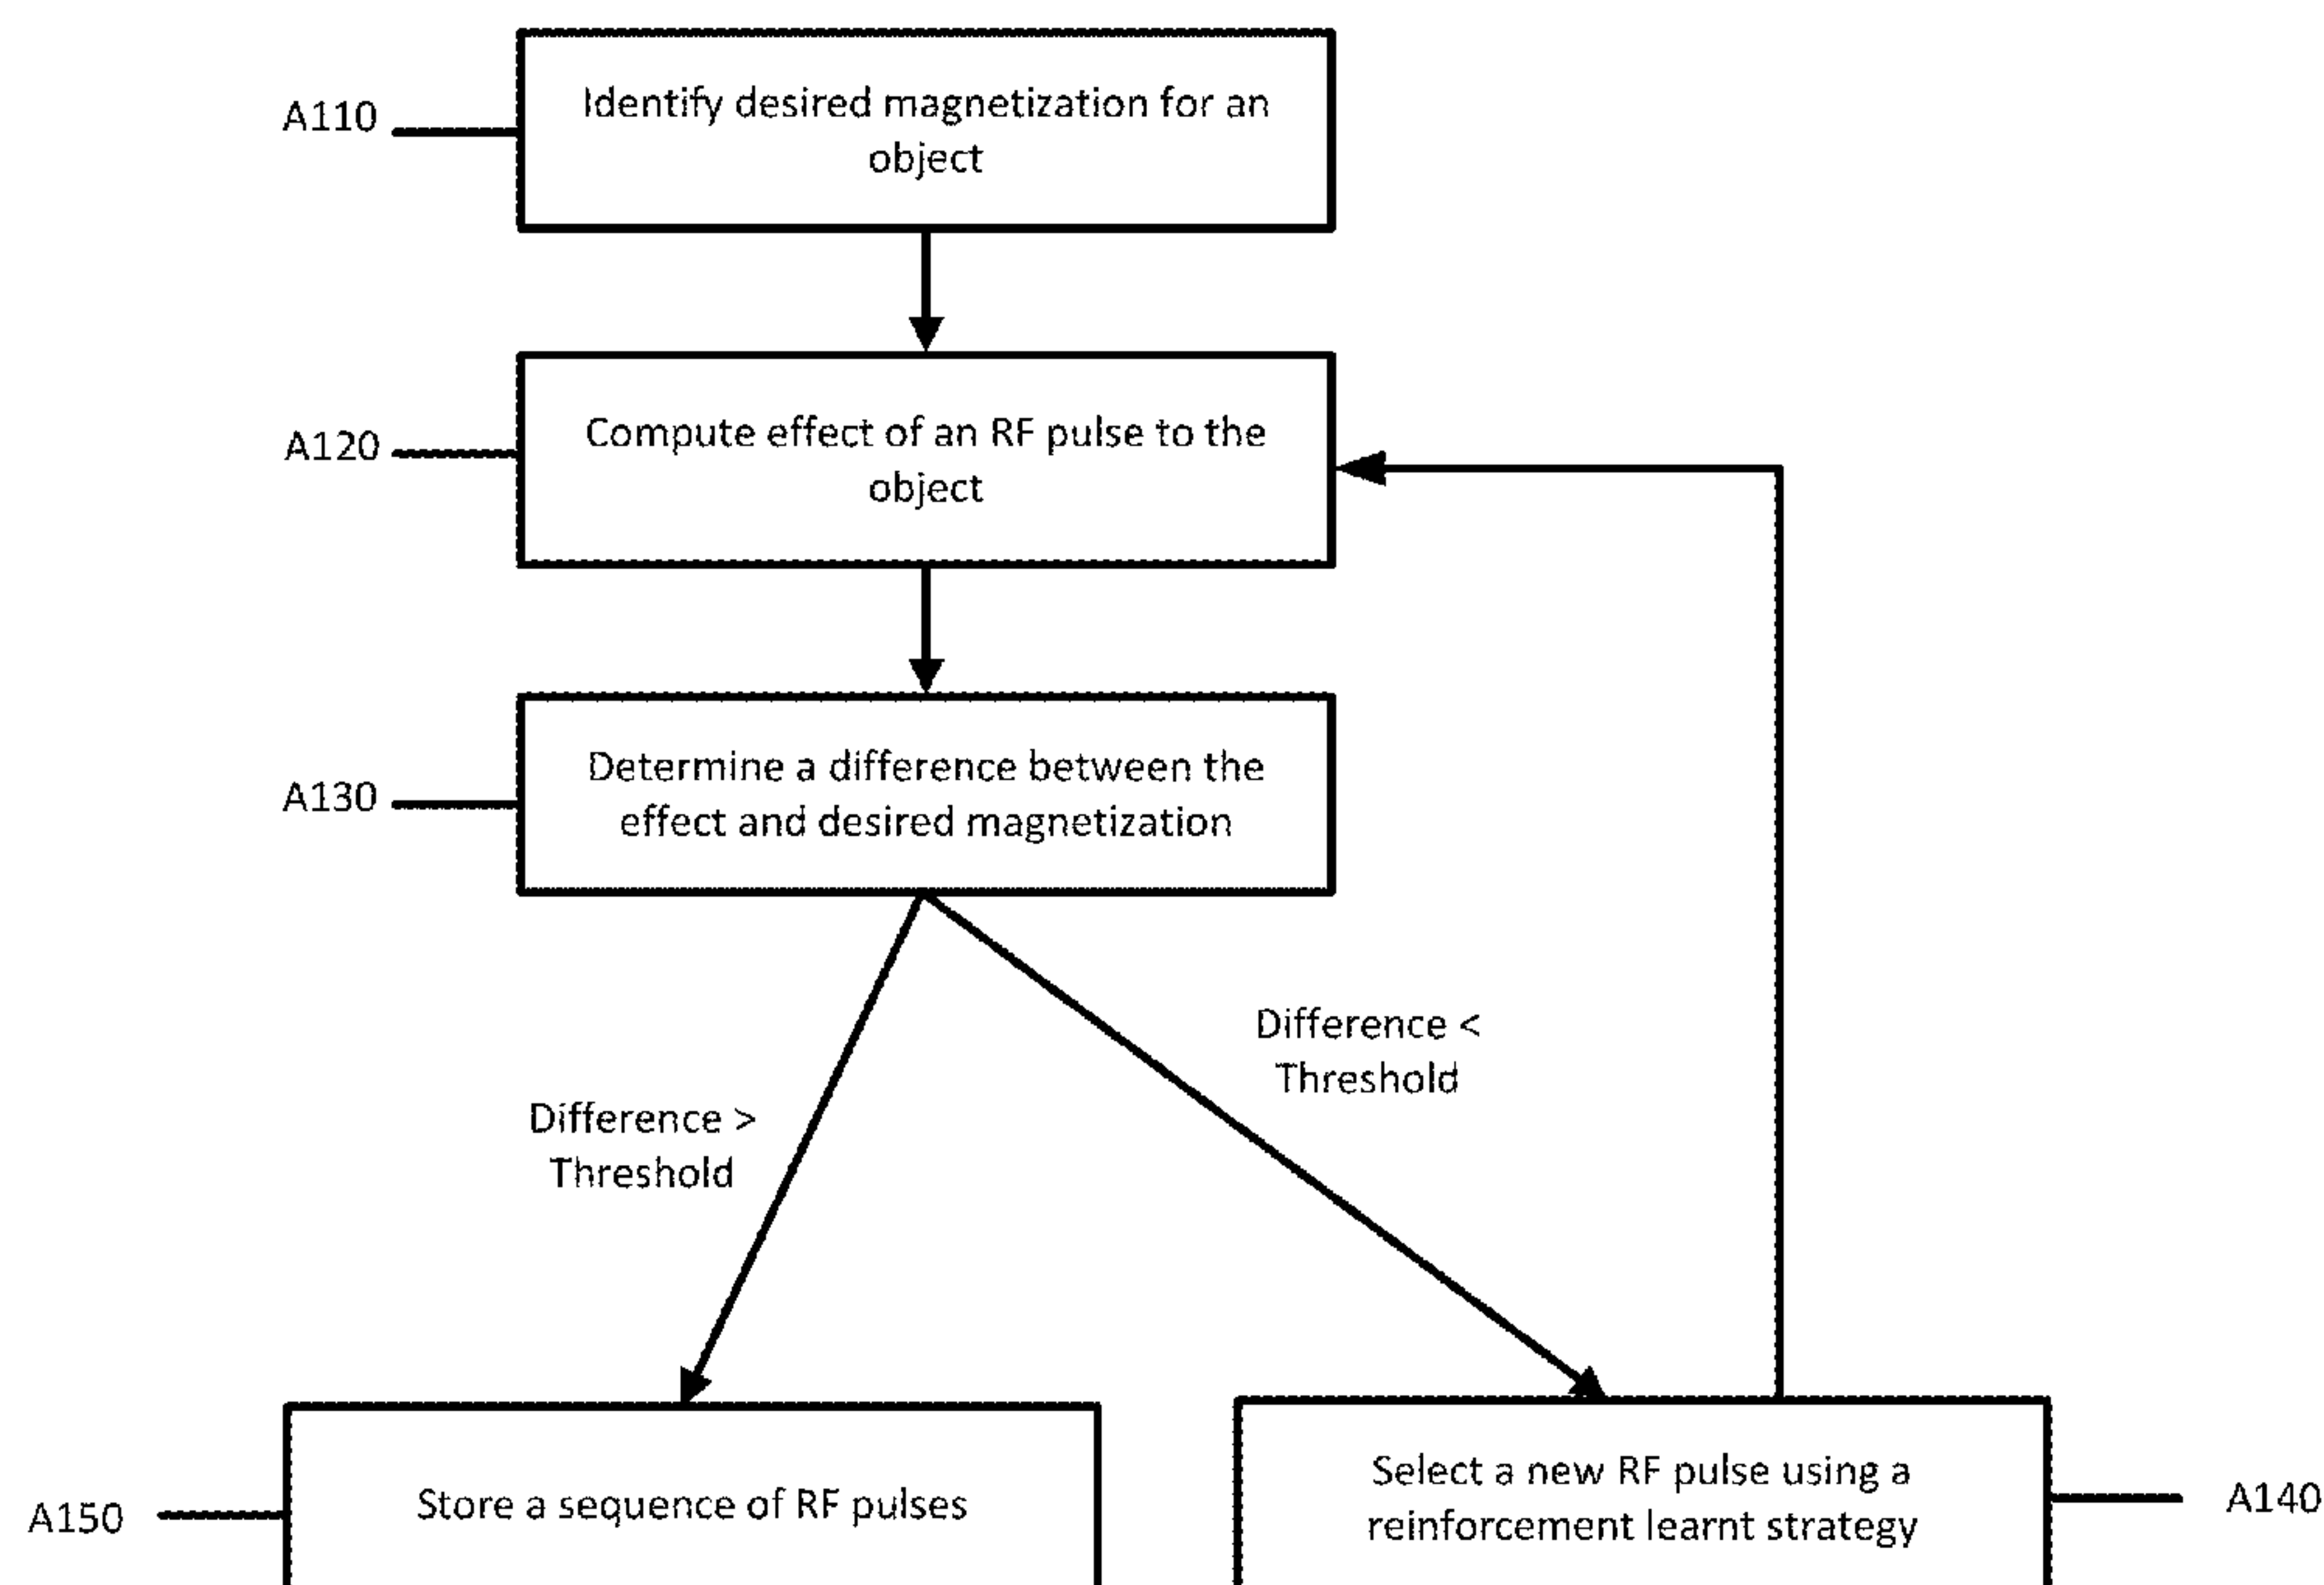 A110
Identify desired magnetization for an
object
A120
Compute effect of an RF pulse to the
object
A130
Determine a difference between the
effect and desired magnetization
Difference <
Threshold
Difference >
Threshold
A150
Store a sequence of RF pulses
Select a new RF pulse using a
reinforcement learnt strategy
A140